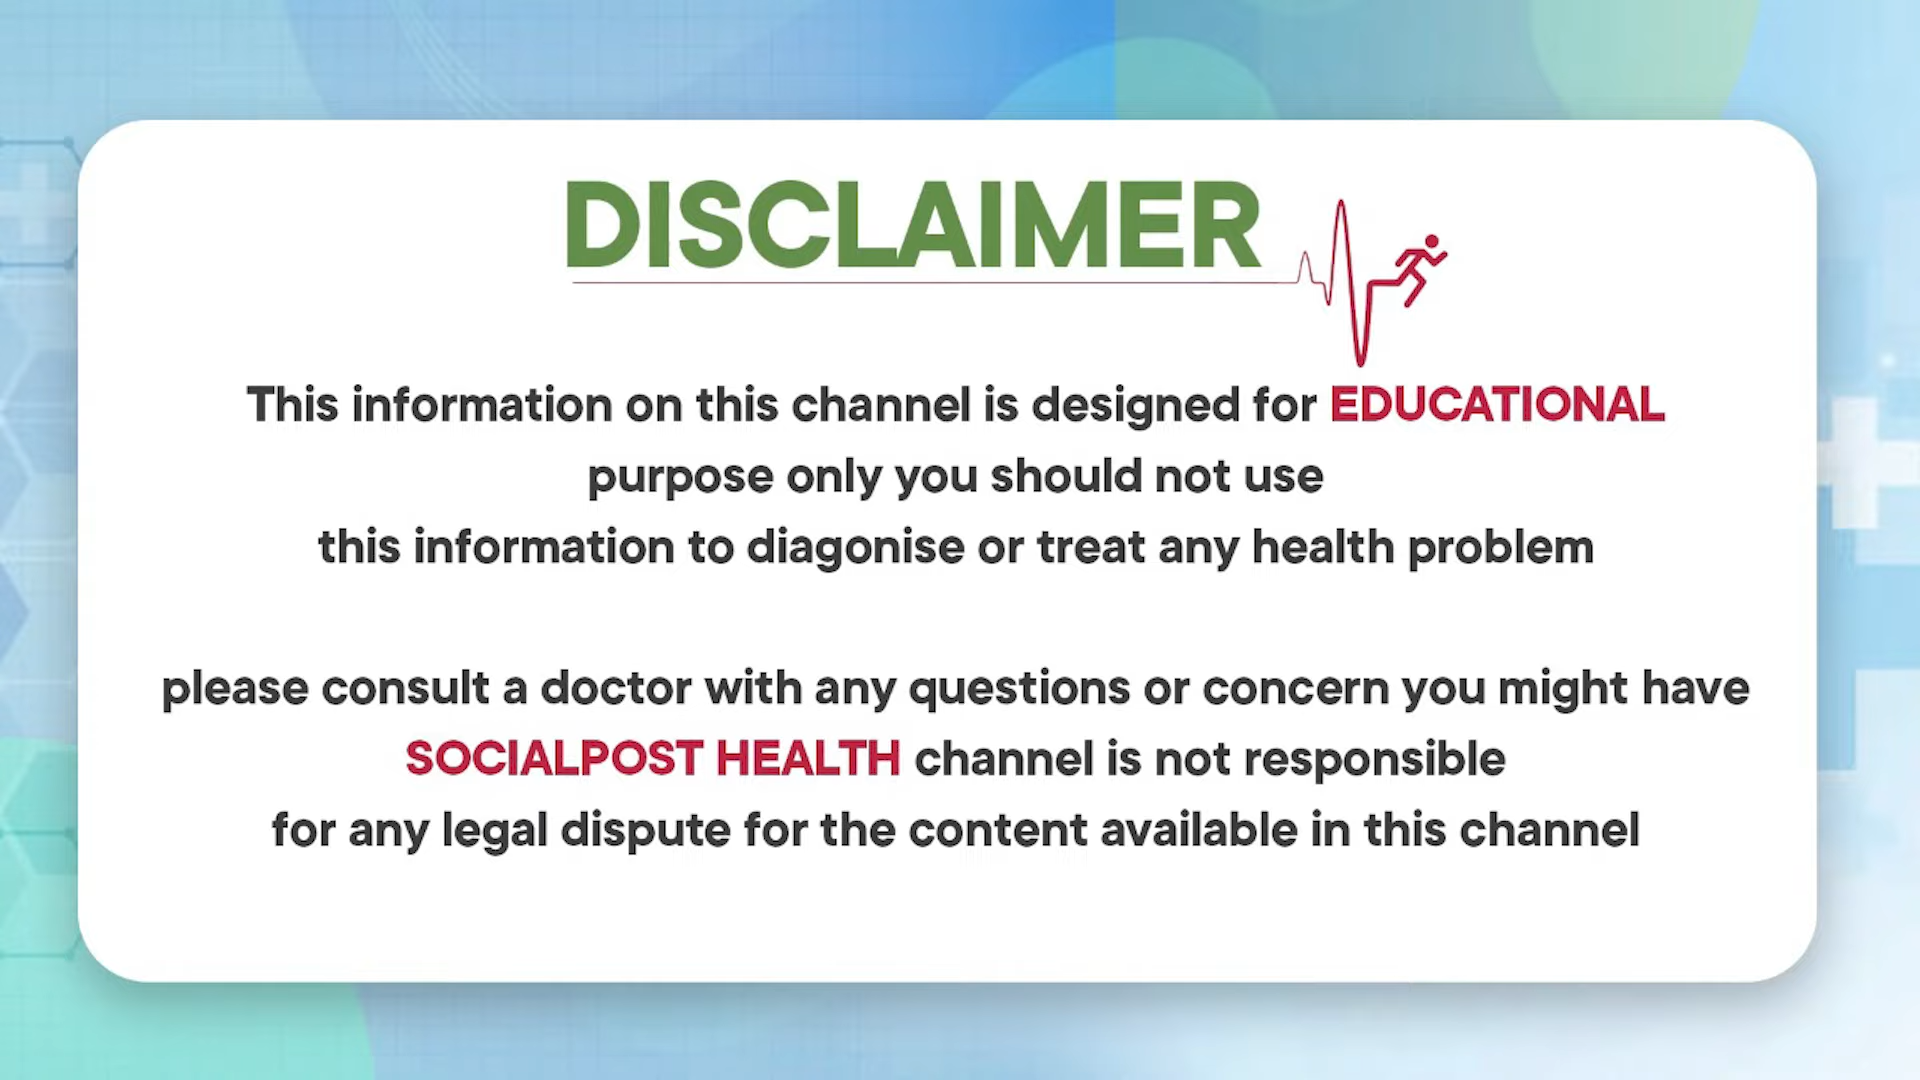 DISCLAIMER
This information on this channel is designed for EDUCATIONAL
purpose only you should not use
this information to diagonise or treat any health problem
please consult a doctor with any questions or concern you might have
SOCIALPOST HEALTH channel is not responsible
for any legal dispute for the content available in this channel